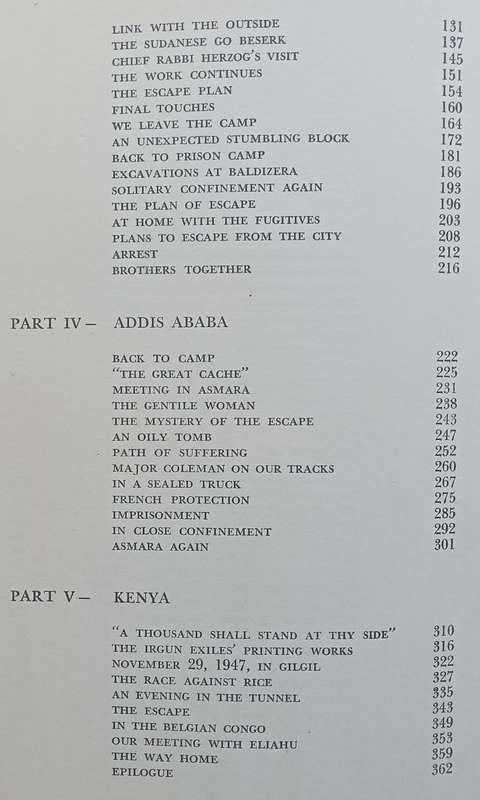 LINK WITH THE OUTSIDE 131
THE SUDANESE GO BESERK 137
CHIEF RABBI HERZOG'S VISIT 145
THE WORK CONTINUES 151
THE ESCAPE PLAN 154
FINAL TOUCHES 160
WE LEAVE THE CAMP 164
AN UNEXPECTED STUMBLING BLOCK 172
BACK TO PRISON CAMP 181
EXCAVATIONS AT BALDIZERA 186
SOLITARY CONFINEMENT AGAIN 193
THE PLAN OF ESCAPE 196
AT HOME WITH THE FUGITIVES 203
PLANS TO ESCAPE FROM THE CITY 208
ARREST 212
BROTHERS TOGETHER 216
PART IV — ADDIS ABABA
BACK TO CAMP 222
"THE GREAT CACHE" 225
MEETING IN ASMARA 231
THE GENTILE WOMAN 238
THE MYSTERY OF THE ESCAPE 243
AN OILY TOMB 247
PATH OF SUFFERING 252
MAJOR COLEMAN ON OUR TRACKS 260
IN A SEALED TRUCK 267
FRENCH PROTECTION 275
IMPRISONMENT 285
IN CLOSE CONFINEMENT 292
ASMARA AGAIN 301
PART V — KENYA
"A THOUSAND SHALL STAND AT THY SIDE" 310
THE IRGUN EXILES' PRINTING WORKS 316
NOVEMBER 29, 1947, IN GILGIL 322
THE RACE AGAINST RICE 327
AN EVENING IN THE TUNNEL 335
THE ESCAPE 343
IN THE BELGIAN CONGO 349
OUR MEETING WITH ELIAHU 353
THE WAY HOME 359
EPILOGUE 362